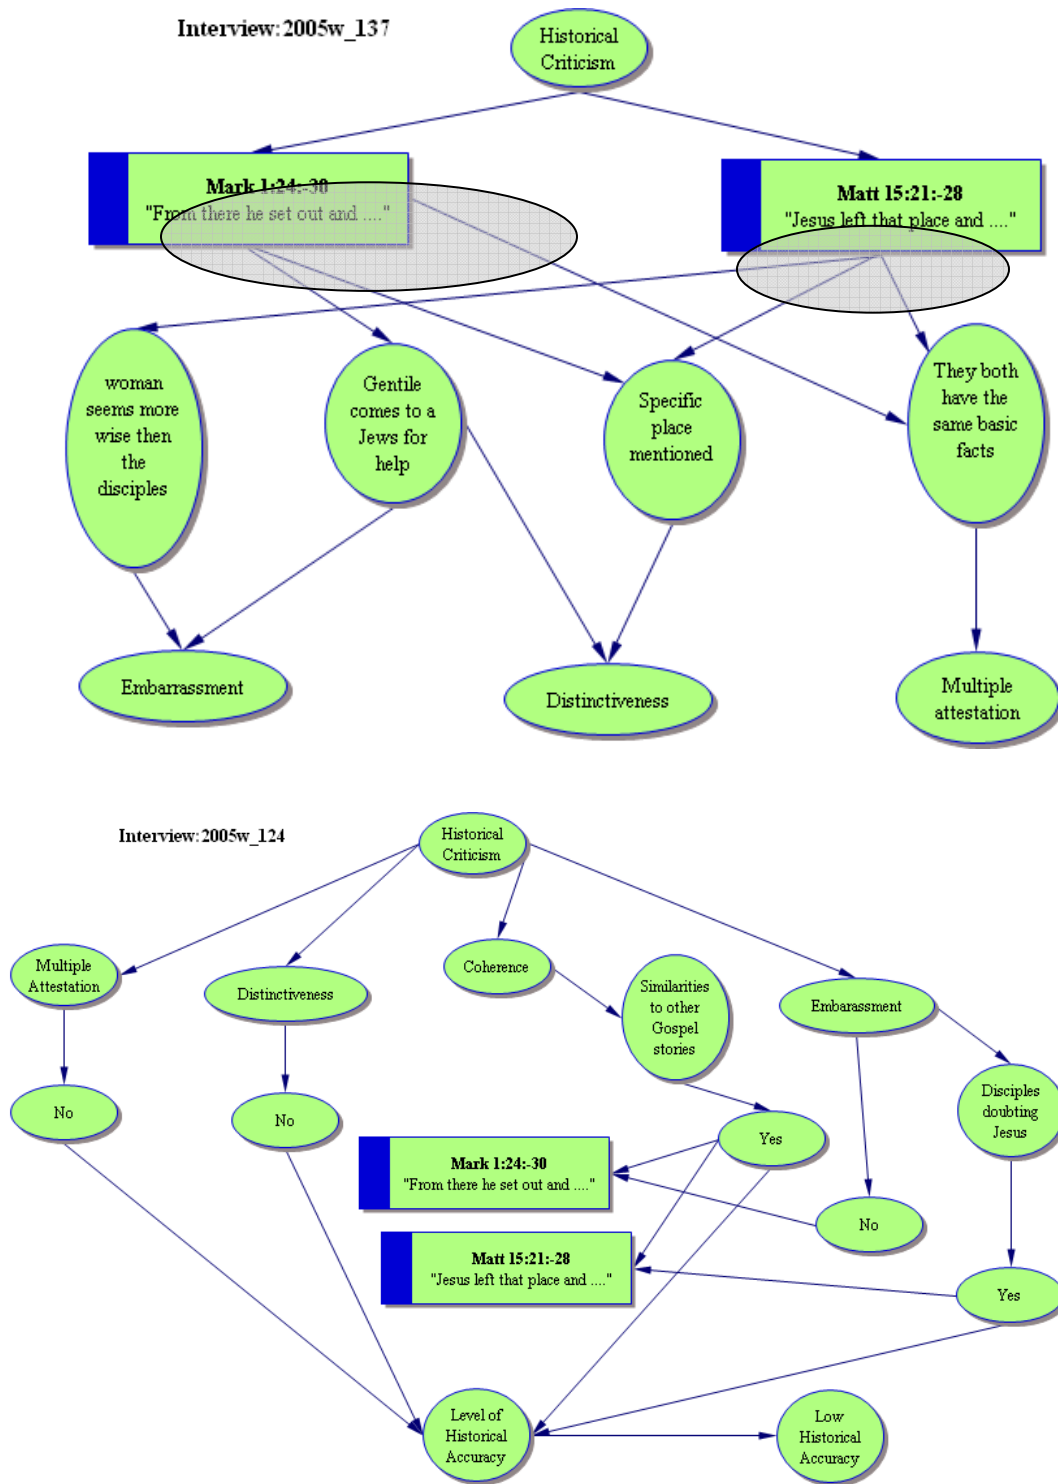 Interview:2005w_137
Historical
Criticism
Mark 1:24:-30
"From there he set out and ...."
Matt 15:21:-28
"Jesus left that place and ...."
woman
seems more
wise then
the
disciples
Gentile
comes to a
Jews for
help
Specific
place
mentioned
They both
have the
same basic
facts
Embarrassment
Distinctiveness
Multiple
attestation
Interview:2005w_124
Historical
Criticism
Multiple
Attestation
Distinctiveness
Coherence
Similarities
to other
Gospel
stories
Embarassment
No
No
Disciples
doubting
Jesus
Yes
Mark 1:24:-30
"From there he set out and ...."
No
Matt 15:21:-28
"Jesus left that place and ...."
Yes
Level of
Historical
Accuracy
Low
Historical
Accuracy